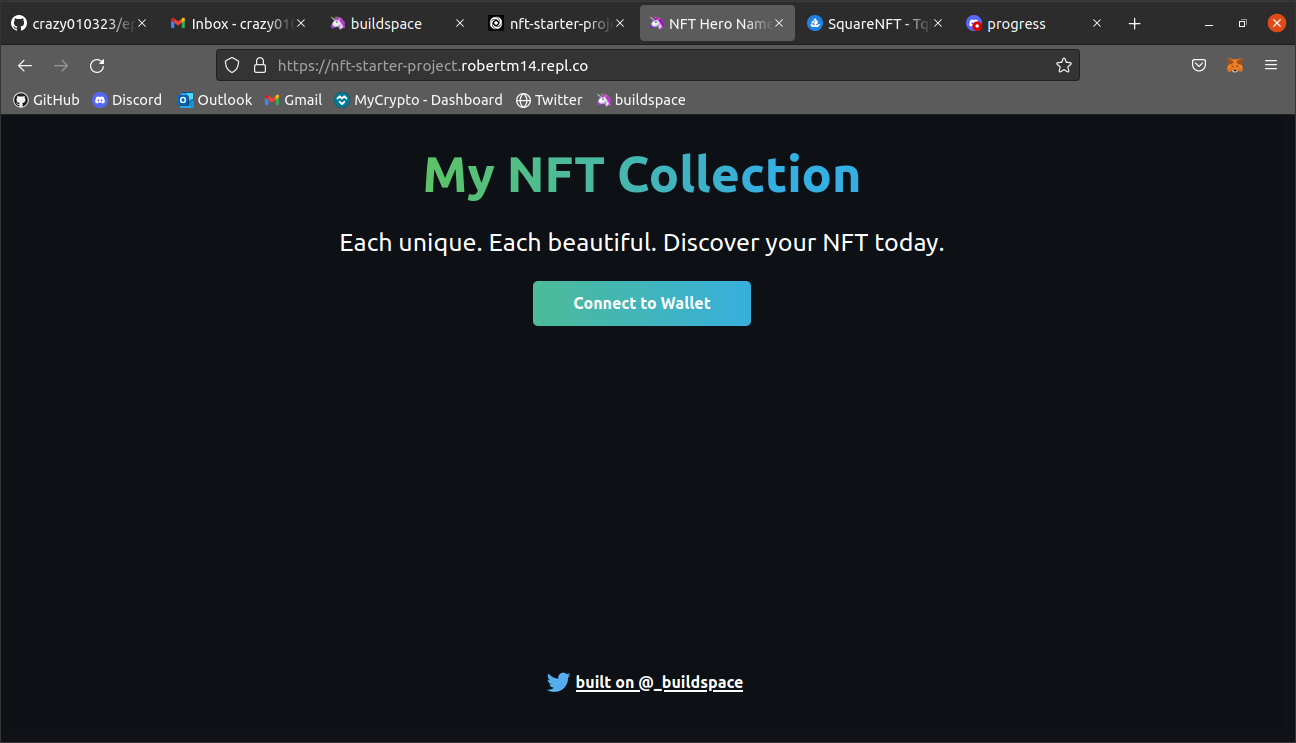 crazy010323/ep
Inbox - crazy010
buildspace
nft-starter-proj
NFT Hero Name
SquareNFT - Tq
progress
https://nft-starter-project.robertm14.repl.co
GitHub
Discord
Outlook
Gmail
MyCrypto - Dashboard
Twitter
buildspace
My NFT Collection
Each unique. Each beautiful. Discover your NFT today.
Connect to Wallet
built on @_buildspace